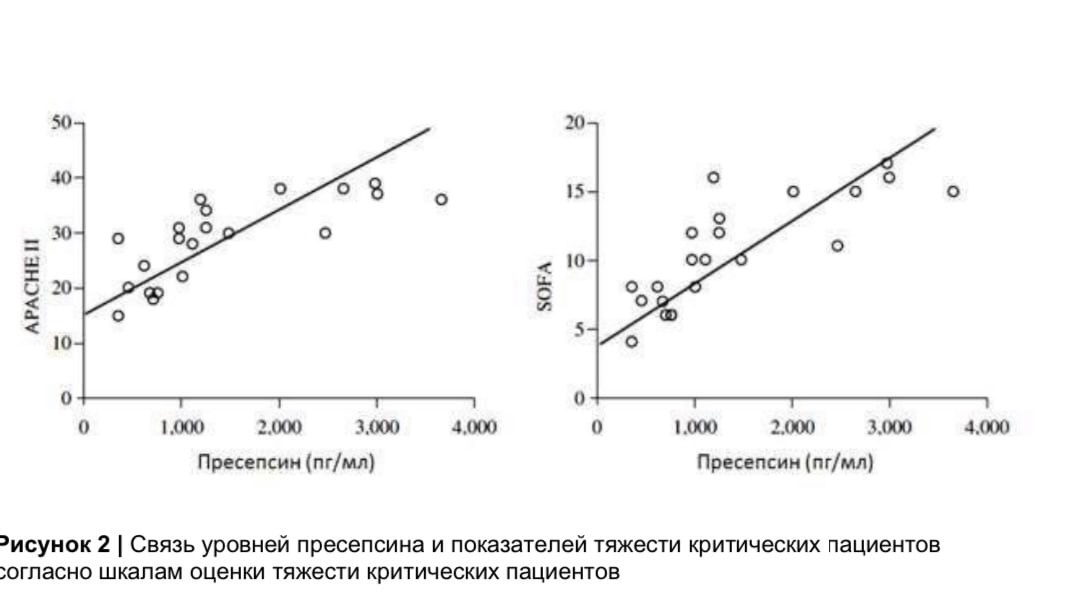 50
40
30
20
10
0
APACHE II
0 1,000 2,000 3,000 4,000
Пресепсин (пг/мл)
20
15
10
5
0
SOFA
0 1,000 2,000 3,000 4,000
Пресепсин (пг/мл)
Рисунок 2 | Связь уровней пресепсина и показателей тяжести критических пациентов
согласно шкалам оценки тяжести критических пациентов